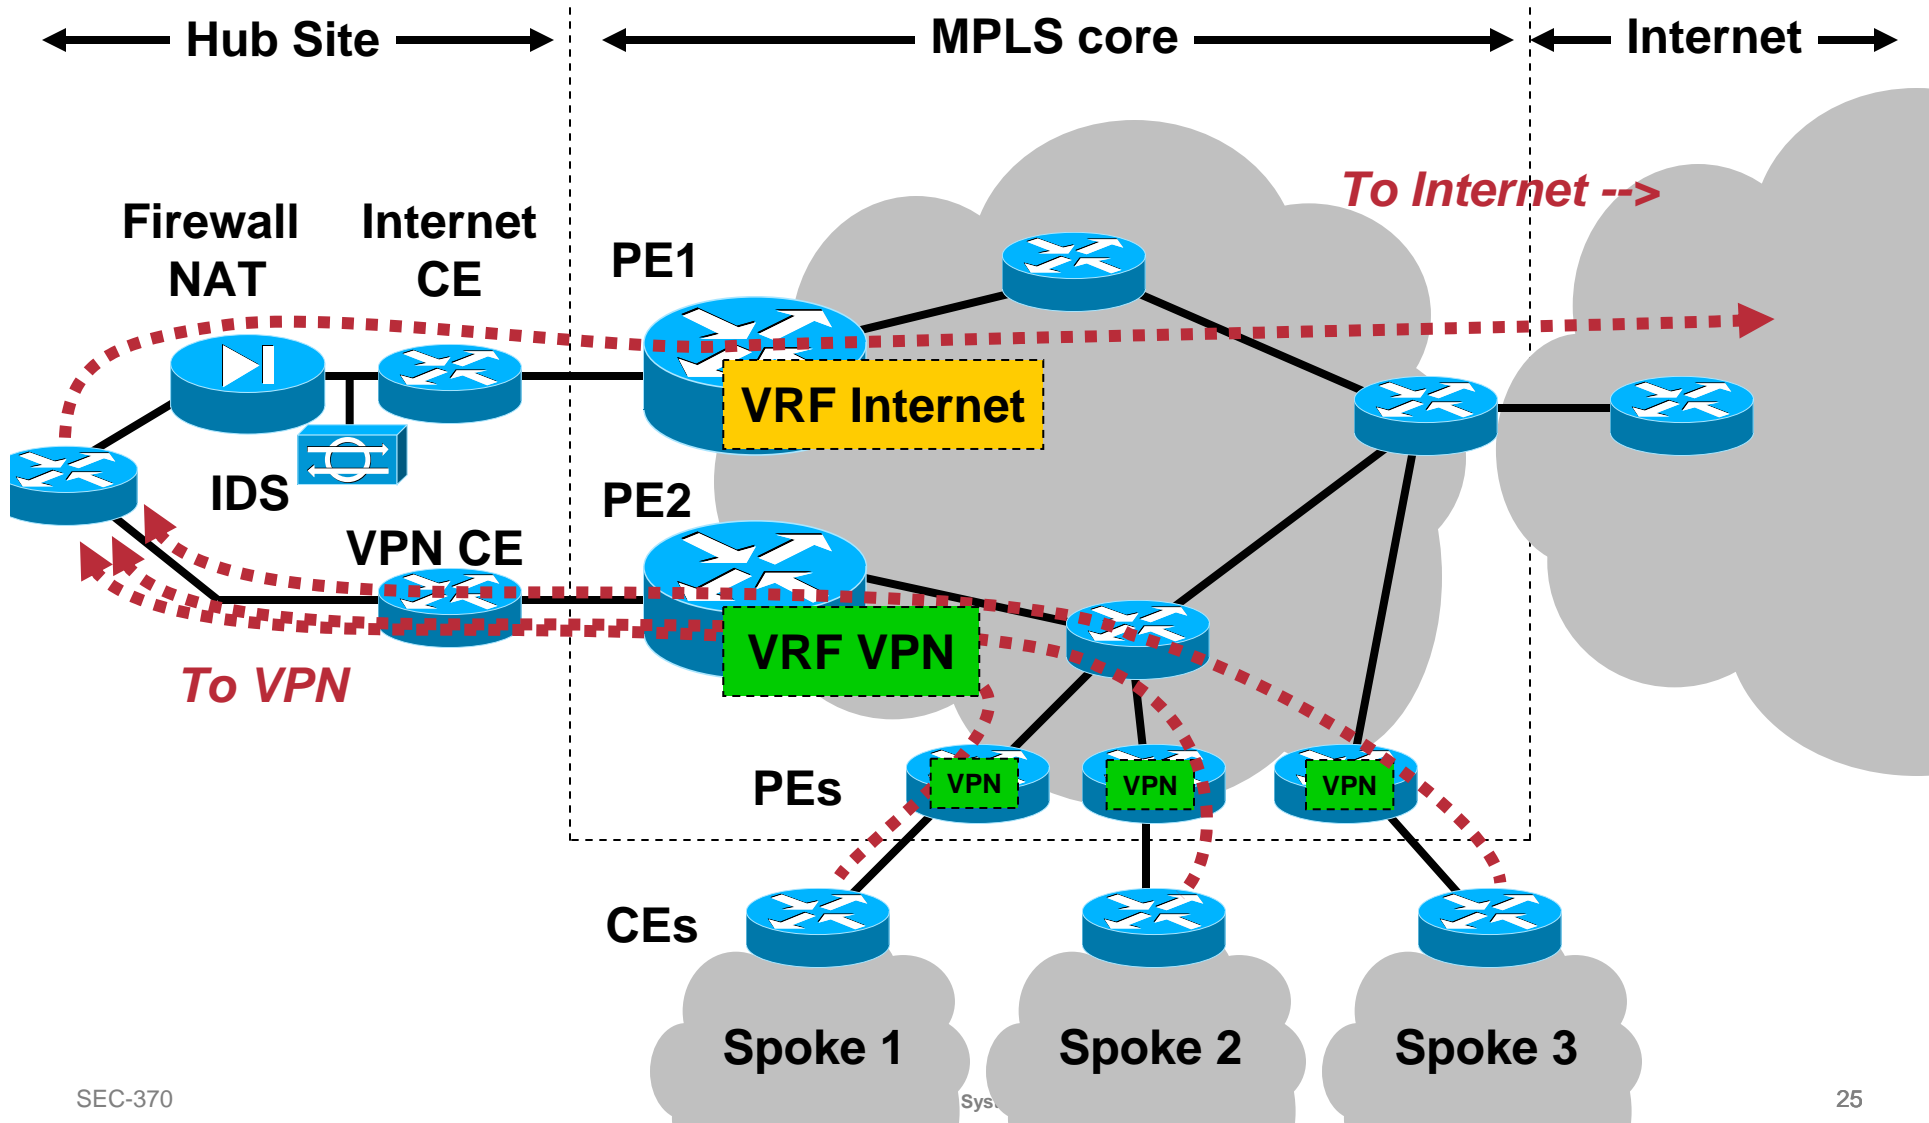 Hub Site
MPLS core
Internet
To Internet -->
Firewall
NAT
Internet
CE
PE1
VRF Internet
IDS
PE2
VPN CE
VRF VPN
To VPN
PEs
VPN
VPN
VPN
CEs
Spoke 1
Spoke 2
Spoke 3
SEC-370
25